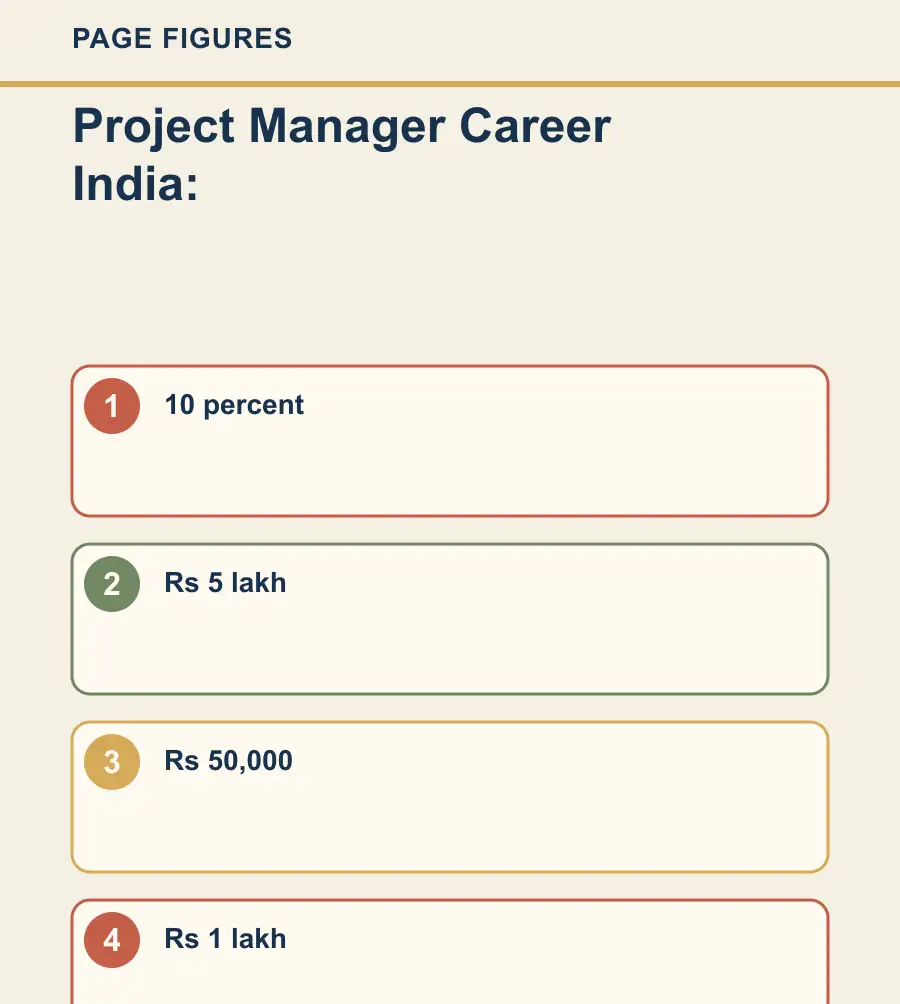 PAGE FIGURES
Project Manager Career
India:
1 10 percent
2 Rs 5 lakh
3 Rs 50,000
4 Rs 1 lakh